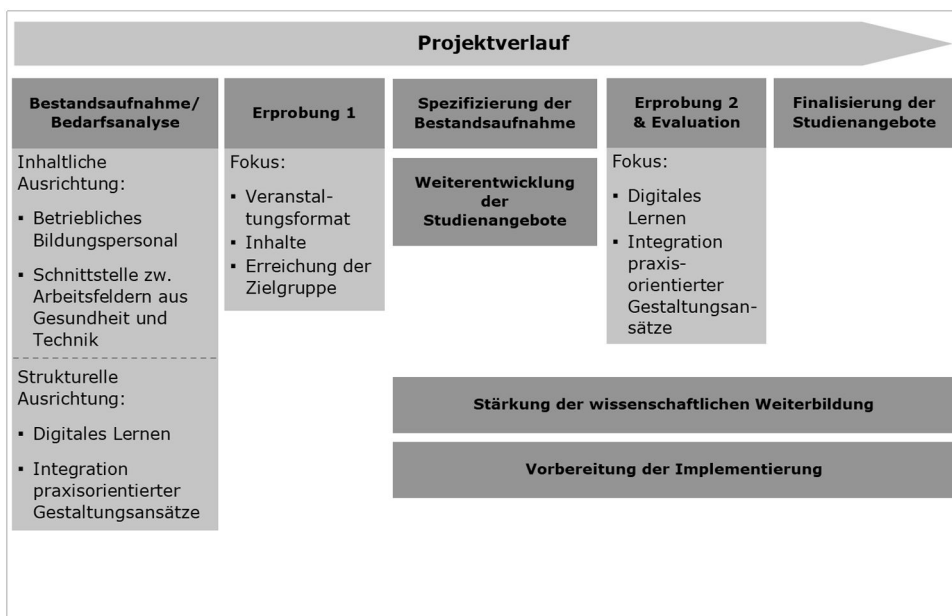 Projektverlauf
Bestandsaufnahme/
Bedarfsanalyse
Inhaltliche
Ausrichtung:
▪ Betriebliches
Bildungspersonal
▪ Schnittstelle zw.
Arbeitsfeldern aus
Gesundheit und
Technik
Strukturelle
Ausrichtung:
▪ Digitales Lernen
▪ Integration
praxisorientierter
Gestaltungsansätze
Erprobung 1
Fokus:
▪ Veranstal-
tungsformat
▪ Inhalte
▪ Erreichung der
Zielgruppe
Spezifizierung der
Bestandsaufnahme
Weiterentwicklung
der
Studienangebote
Erprobung 2
& Evaluation
Fokus:
▪ Digitales
Lernen
▪ Integration
praxis-
orientierter
Gestaltungsan-
sätze
Finalisierung der
Studienangebote
Stärkung der wissenschaftlichen Weiterbildung
Vorbereitung der Implementierung